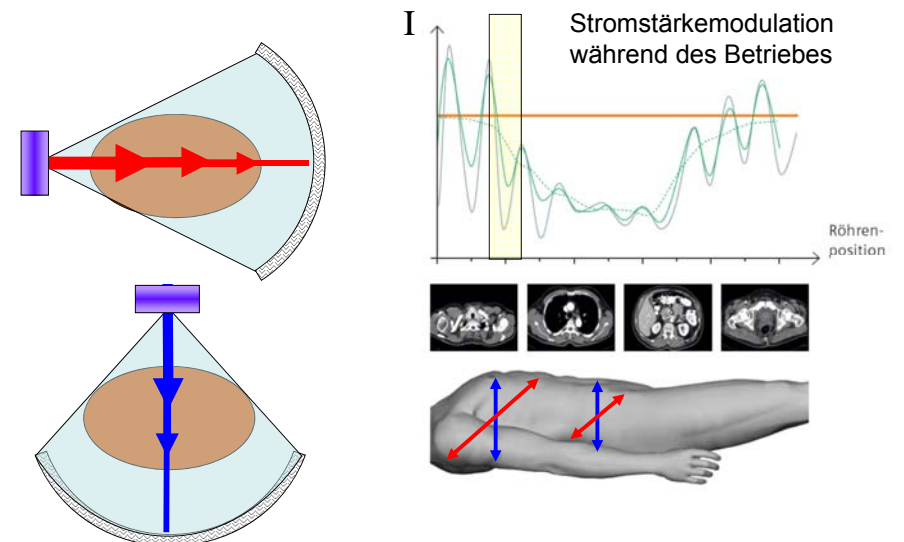 I
Stromstärkemodulation
während des Betriebes
Röhren-
position